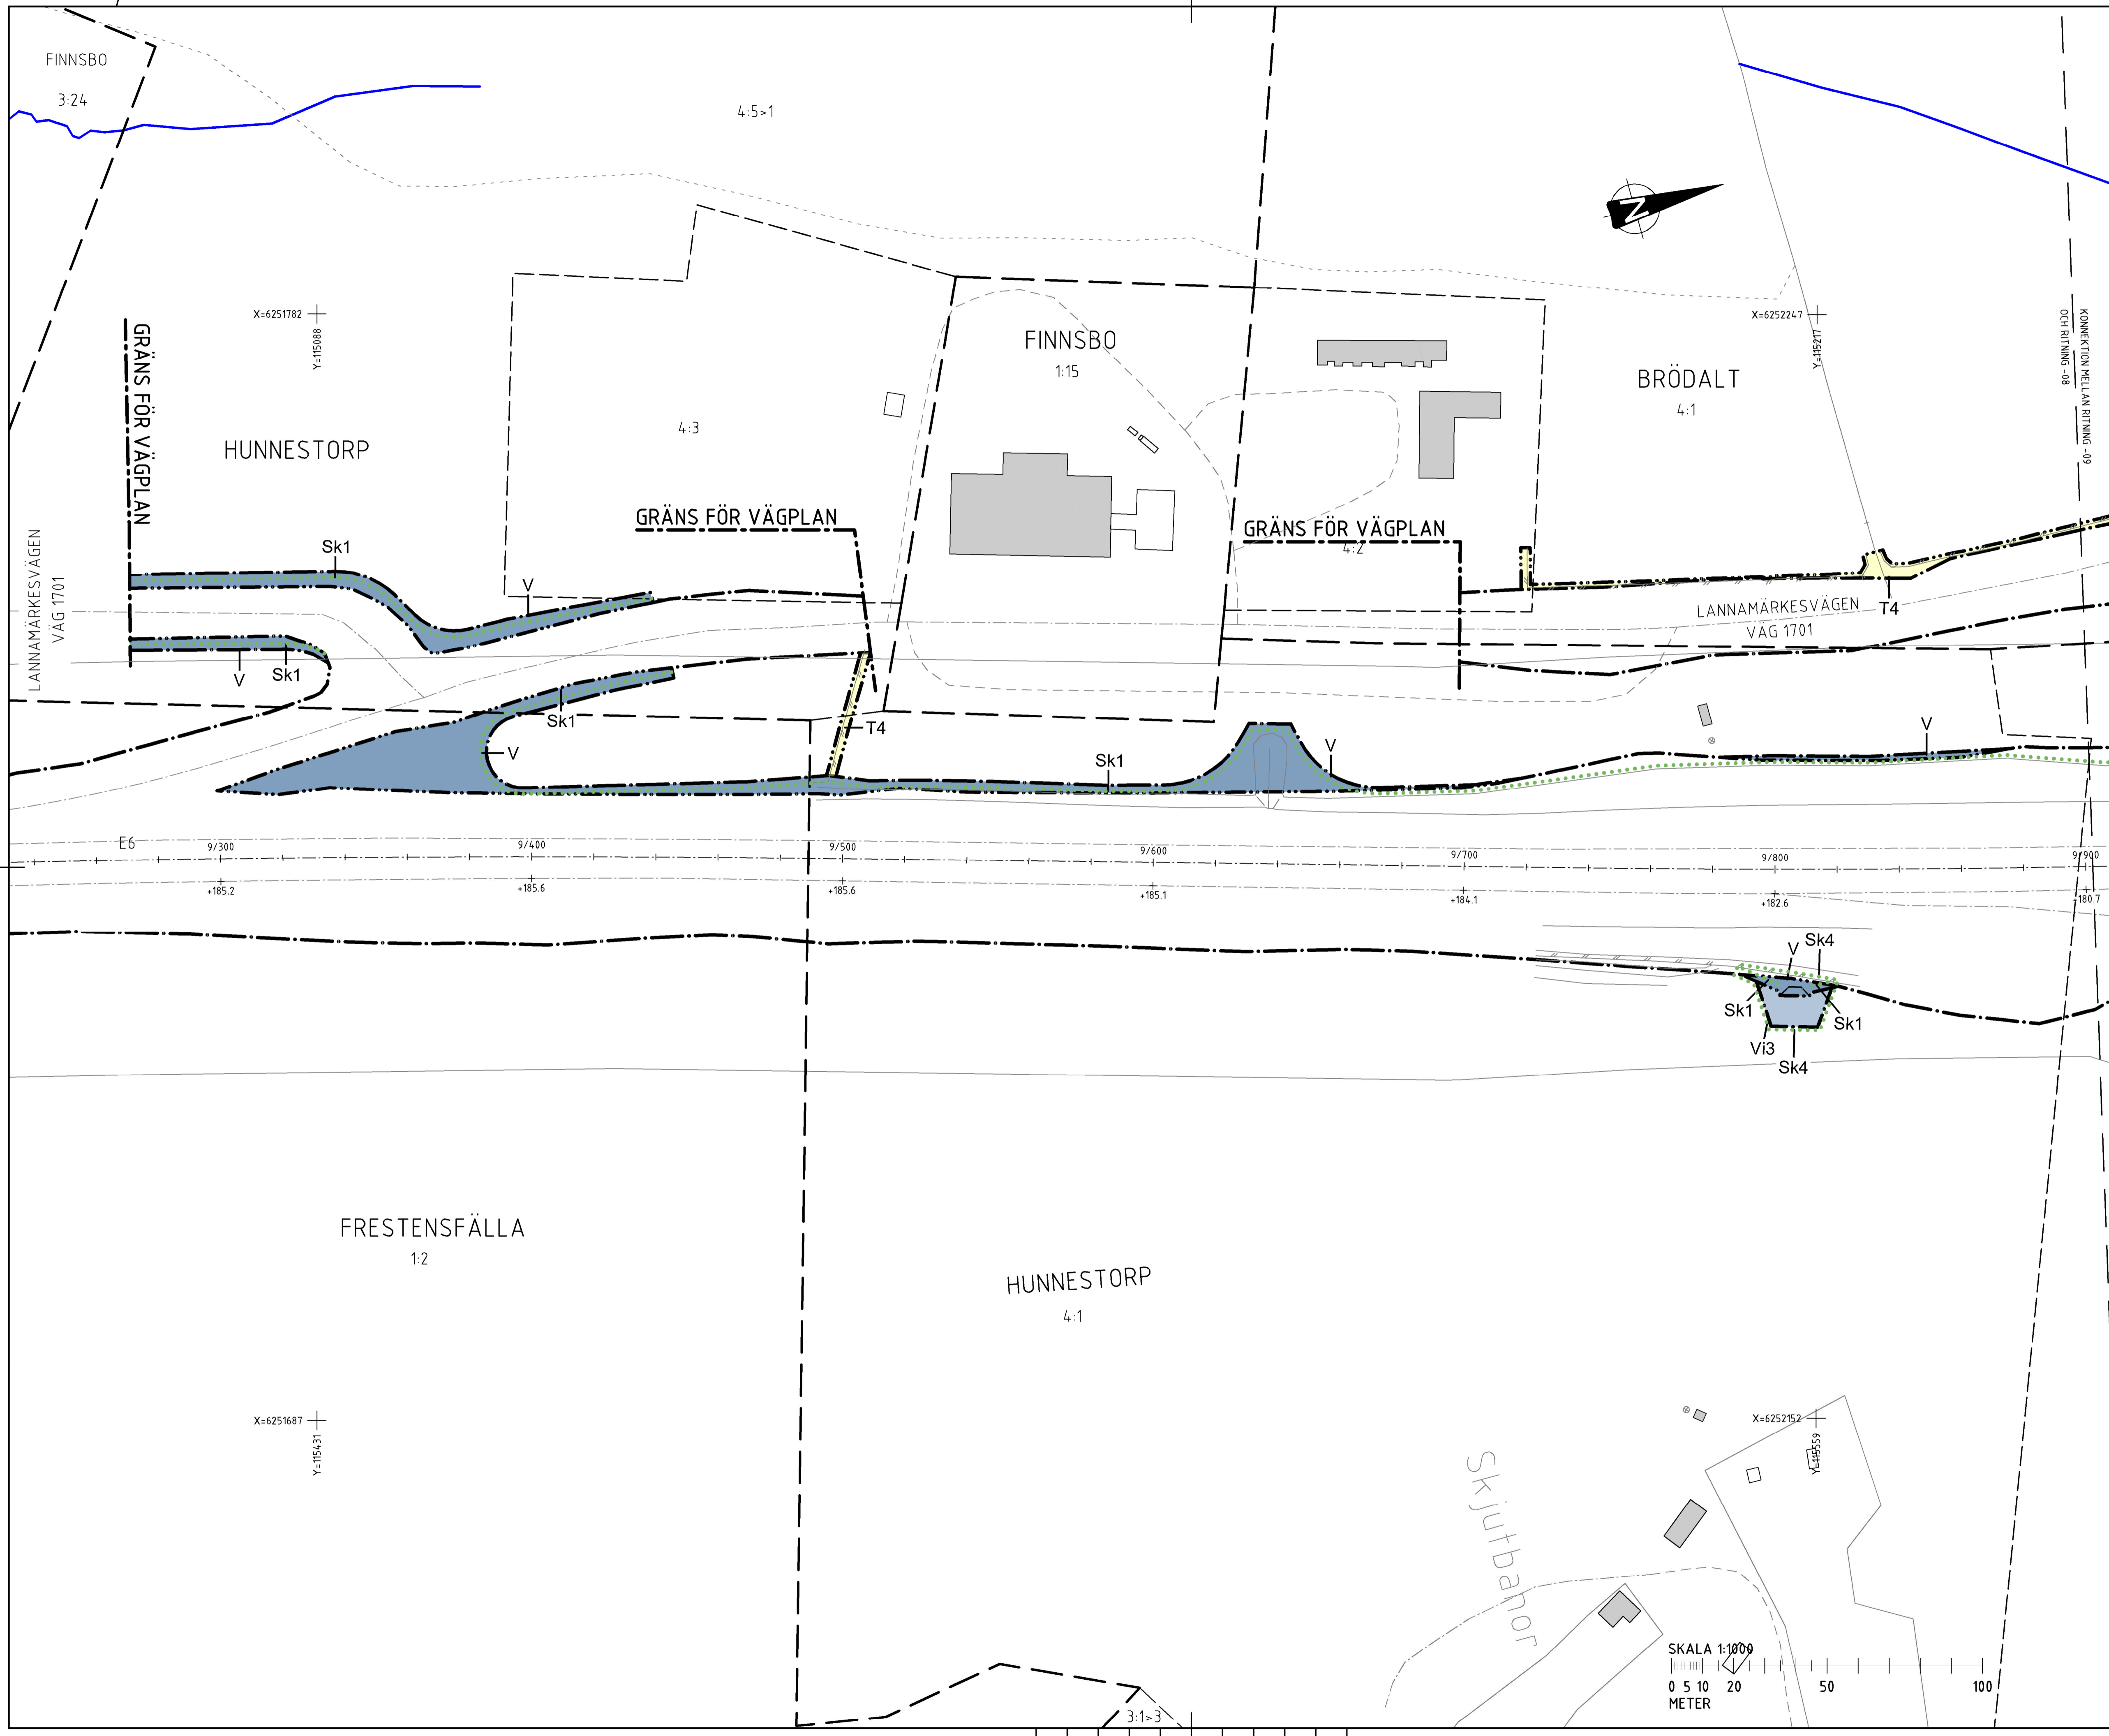 FINNSBO
3:24
4:5>1
X=6251782
Y=115088
GRÄNS FÖR VÄGPLAN
HUNNESTORP
4:3
FINNSBO
1:15
N
X=6252247
Y=115217
BRÖDALT
4:1
KONNEKTION MELLAN RITNING -09
OCH RITNING -08
LANNAMÄRKESVÄGEN
VÄG 1701
GRÄNS FÖR VÄGPLAN
GRÄNS FÖR VÄGPLAN
4:2
Sk1
V
T4
LANNAMÄRKESVÄGEN
VÄG 1701
V
Sk1
Sk1
V
T4
Sk1
V
V
E6
9/300
9/400
9/500
9/600
9/700
9/800
9/900
+185.2
+185.6
+185.6
+185.1
+184.1
+182.6
+180.7
V
Sk4
Sk1
Sk1
Vi3
Sk4
FRESTENSFÄLLA
1:2
HUNNESTORP
4:1
X=6251687
Y=115431
X=6252152
Y=115559
Skjutbanor
SKALA 1:1000
0 5 10 20 50 100
METER
3:1>3